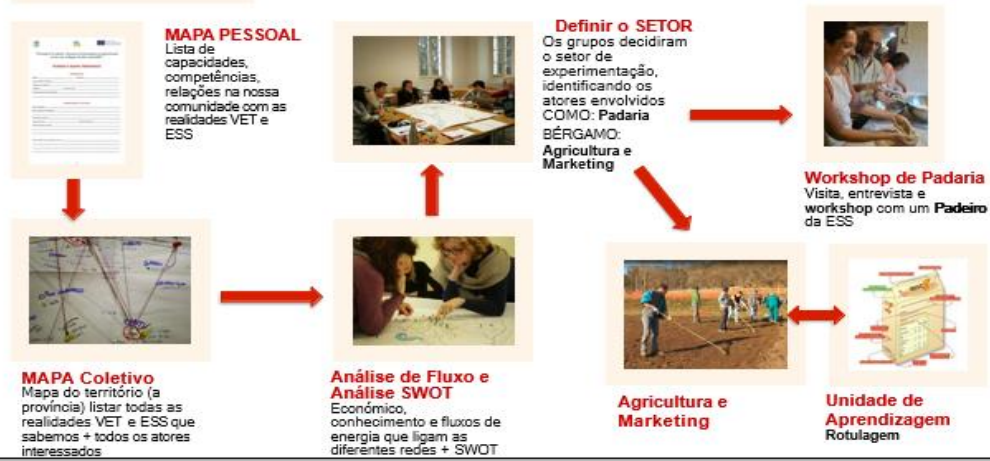 MAPA PESSOAL
Lista de
capacidades,
competências,
relações na nossa
comunidade com as
realidades VET e
ESS
MAPA Coletivo
Mapa do território (a
província) listar todas as
realidades VET e ESS que
sabemos + todos os atores
interessados
Análise de Fluxo e
Análise SWOT
Económico,
conhecimento e fluxos de
energia que ligam as
diferentes redes + SWOT
Definir o SETOR
Os grupos decidiram
o setor de
experimentação,
identificando os
atores envolvidos
COMO: Padaria
BÉRGAMO:
Agricultura e
Marketing
Workshop de Padaria
Visita, entrevista e
workshop com um Padeiro
da ESS
Agricultura e
Marketing
Unidade de
Aprendizagem
Rotulagem